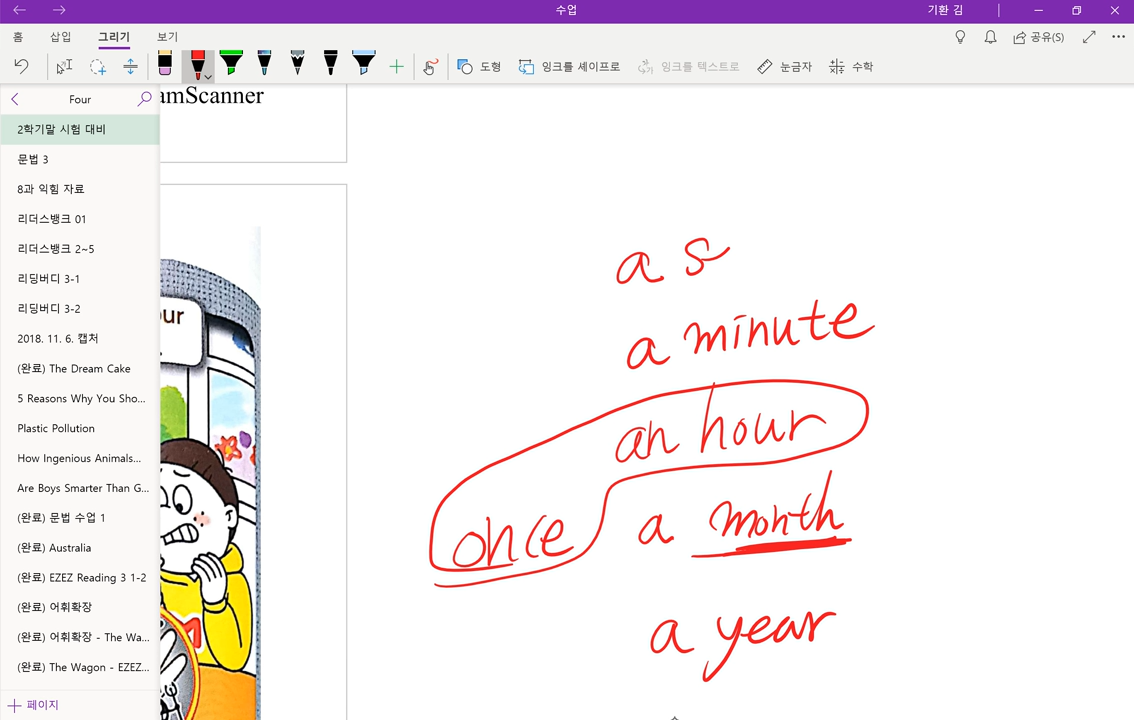 수업
기환 김
홈 삽입 그리기 보기
공유(S)
도형 잉크를 셰이프로 잉크를 텍스트로 눈금자 수학
Four
2학기말 시험 대비
문법 3
8과 익힘 자료
리더스뱅크 01
리더스뱅크 2~5
리딩버디 3-1
리딩버디 3-2
2018. 11. 6. 캡처
(완료) The Dream Cake
5 Reasons Why You Sho...
Plastic Pollution
How Ingenious Animals...
Are Boys Smarter Than G...
(완료) 문법 수업 1
(완료) Australia
(완료) EZEZ Reading 3 1-2
(완료) 어휘확장
(완료) 어휘확장 - The Wa...
(완료) The Wagon - EZEZ...
페이지
amScanner
our
a s
a minute
an hour
once a month
a year